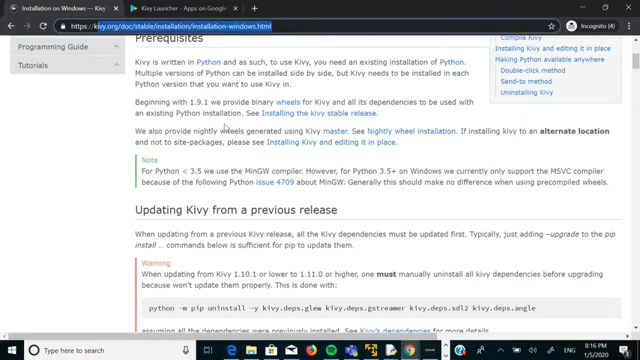 Installation on Windows — Kivy
Kivy Launcher - Apps on Google
https://kivy.org/doc/stable/installation/installation-windows.html
Incognito (4)
Programming Guide
Tutorials
Prerequisites
Kivy is written in Python and as such, to use Kivy, you need an existing installation of Python.
Multiple versions of Python can be installed side by side, but Kivy needs to be installed in each
Python version that you want to use Kivy in.
Beginning with 1.9.1 we provide binary wheels for Kivy and all its dependencies to be used with
an existing Python installation. See Installing the kivy stable release.
We also provide nightly wheels generated using Kivy master. See Nightly wheel installation. If installing kivy to an alternate location
and not to site-packages, please see Installing Kivy and editing it in place.
Compile Kivy
Installing Kivy and editing it in place
Making Python available anywhere
Double-click method
Send-to method
Uninstalling Kivy
Note
For Python < 3.5 we use the MinGW compiler. However, for Python 3.5+ on Windows we currently only support the MSVC compiler
because of the following Python issue 4709 about MinGW. Generally this should make no difference when using precompiled wheels.
Updating Kivy from a previous release
When updating from a previous Kivy release, all the Kivy dependencies must be updated first. Typically, just adding --upgrade to the pip
install ... commands below is sufficient for pip to update them.
Warning
When updating from Kivy 1.10.1 or lower to 1.11.0 or higher, one must manually uninstall all kivy dependencies before upgrading
because won't update them properly. This is done with:
python -m pip uninstall -y kivy.deps.glew kivy.deps.gstreamer kivy.deps.sdl2 kivy.deps.angle
assuming all the dependencies were previously installed. See Kivy's dependencies for more details.
Type here to search
ENG
8:16 PM
1/5/2020